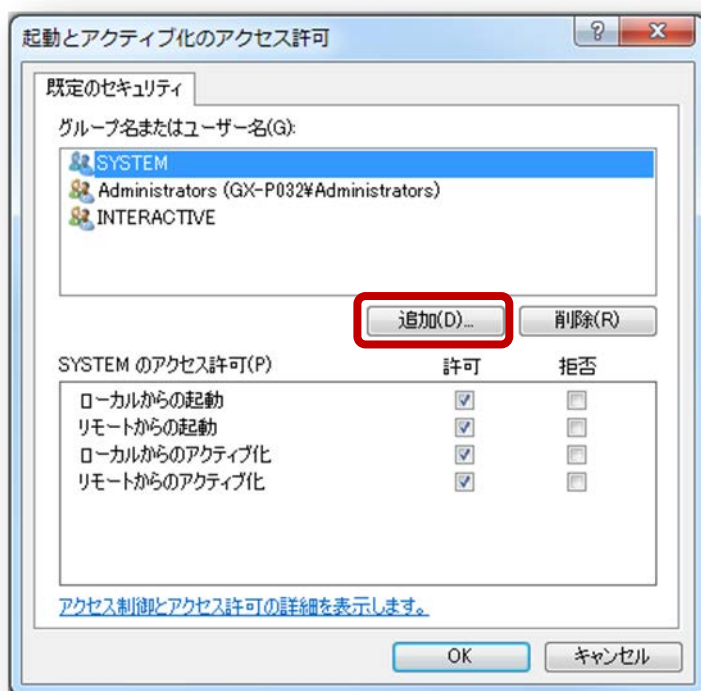 起動とアクティブ化のアクセス許可
既定のセキュリティ
グループ名またはユーザー名(G):
SYSTEM
Administrators (GX-P032¥Administrators)
INTERACTIVE
追加(D)... 削除(R)
SYSTEM のアクセス許可(P) 許可 拒否
ローカルからの起動
リモートからの起動
ローカルからのアクティブ化
リモートからのアクティブ化
アクセス制御とアクセス許可の詳細を表示します。
OK キャンセル